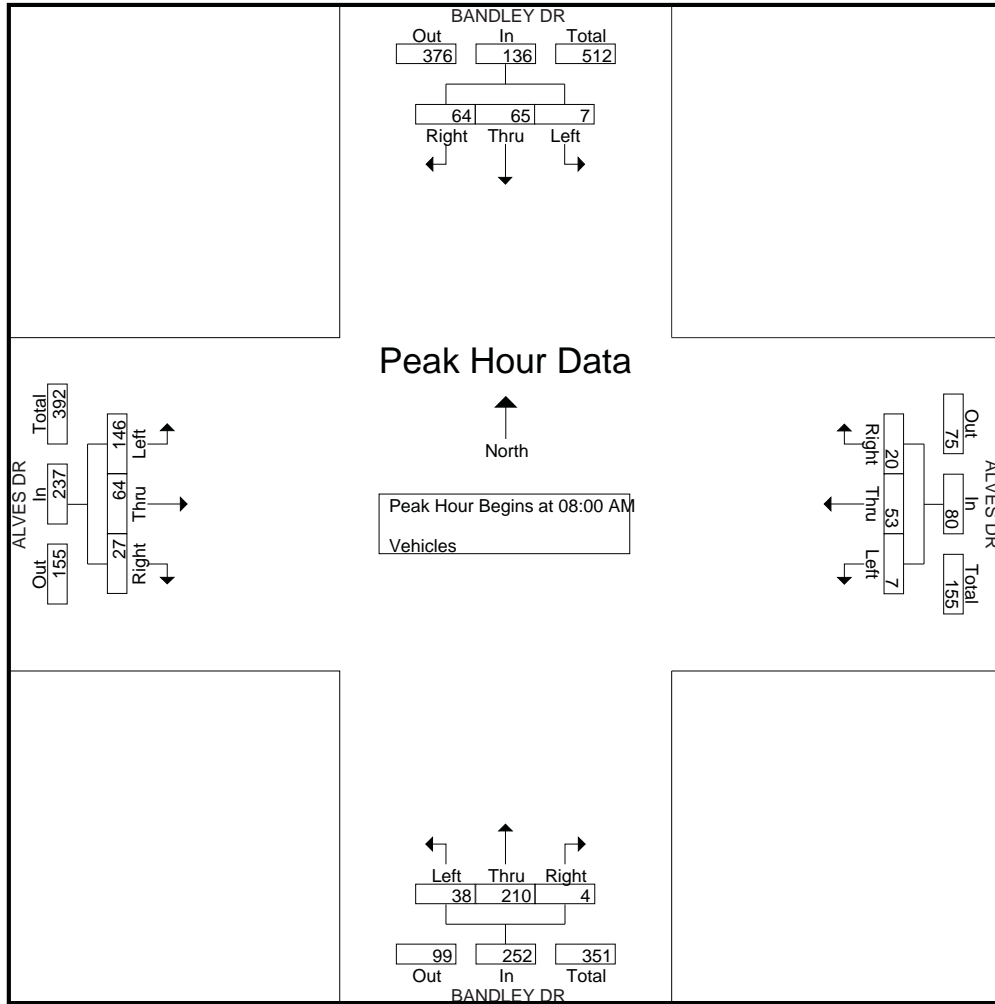 BANDLEY DR
Out In Total
376 136 512
64 65 7
Right Thru Left
Peak Hour Data
North
Peak Hour Begins at 08:00 AM
Vehicles
ALVES DR
Out In Total
155 237 392
27 64 146
Right Thru Left
ALVES DR
Out In Total
75 80 155
20 53 7
Right Thru Left
Left Thru Right
38 210 4
99 252 351
Out In Total
BANDLEY DR